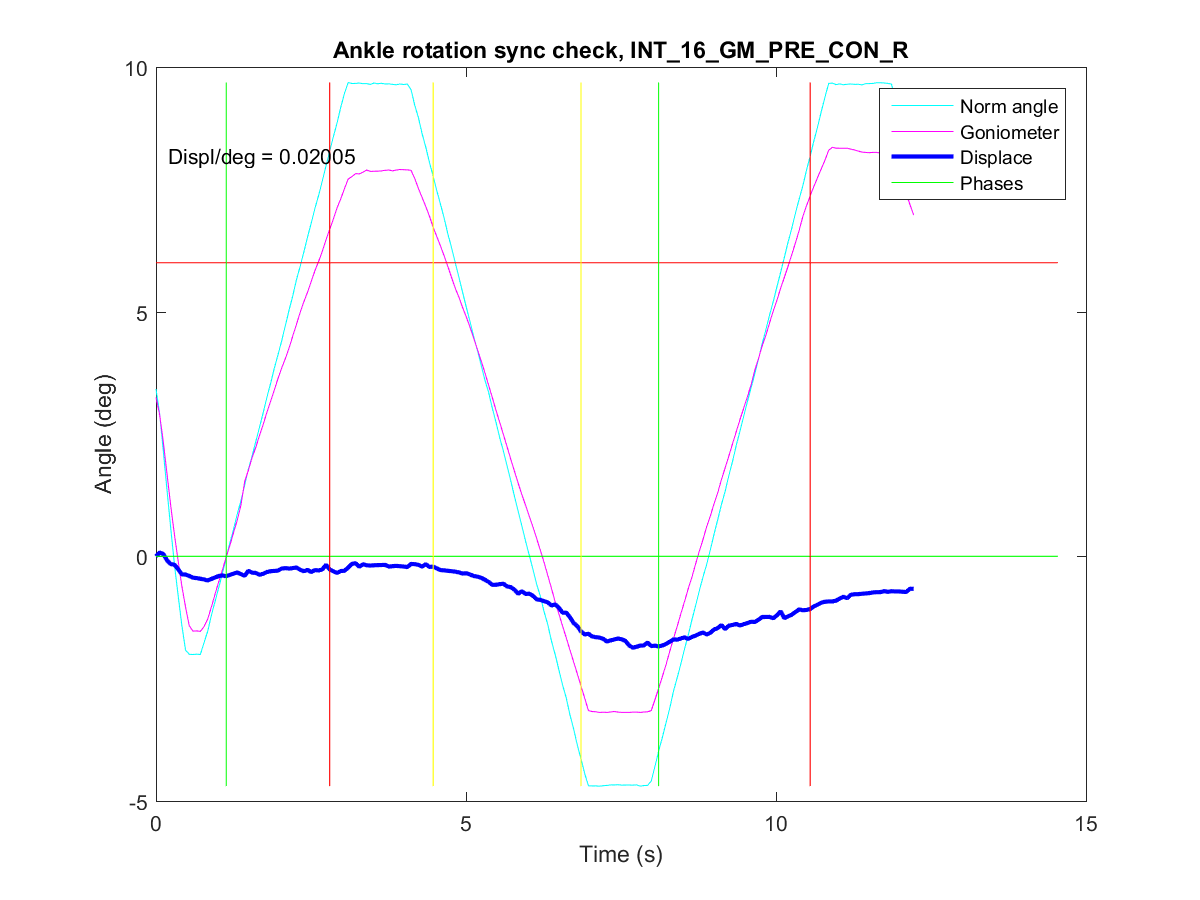 Ankle rotation sync check, INT_16_GM_PRE_CON_R
10
5
0
-5
Angle (deg)
Displ/deg = 0.02005
Norm angle
Goniometer
Displace
Phases
0
5
10
15
Time (s)